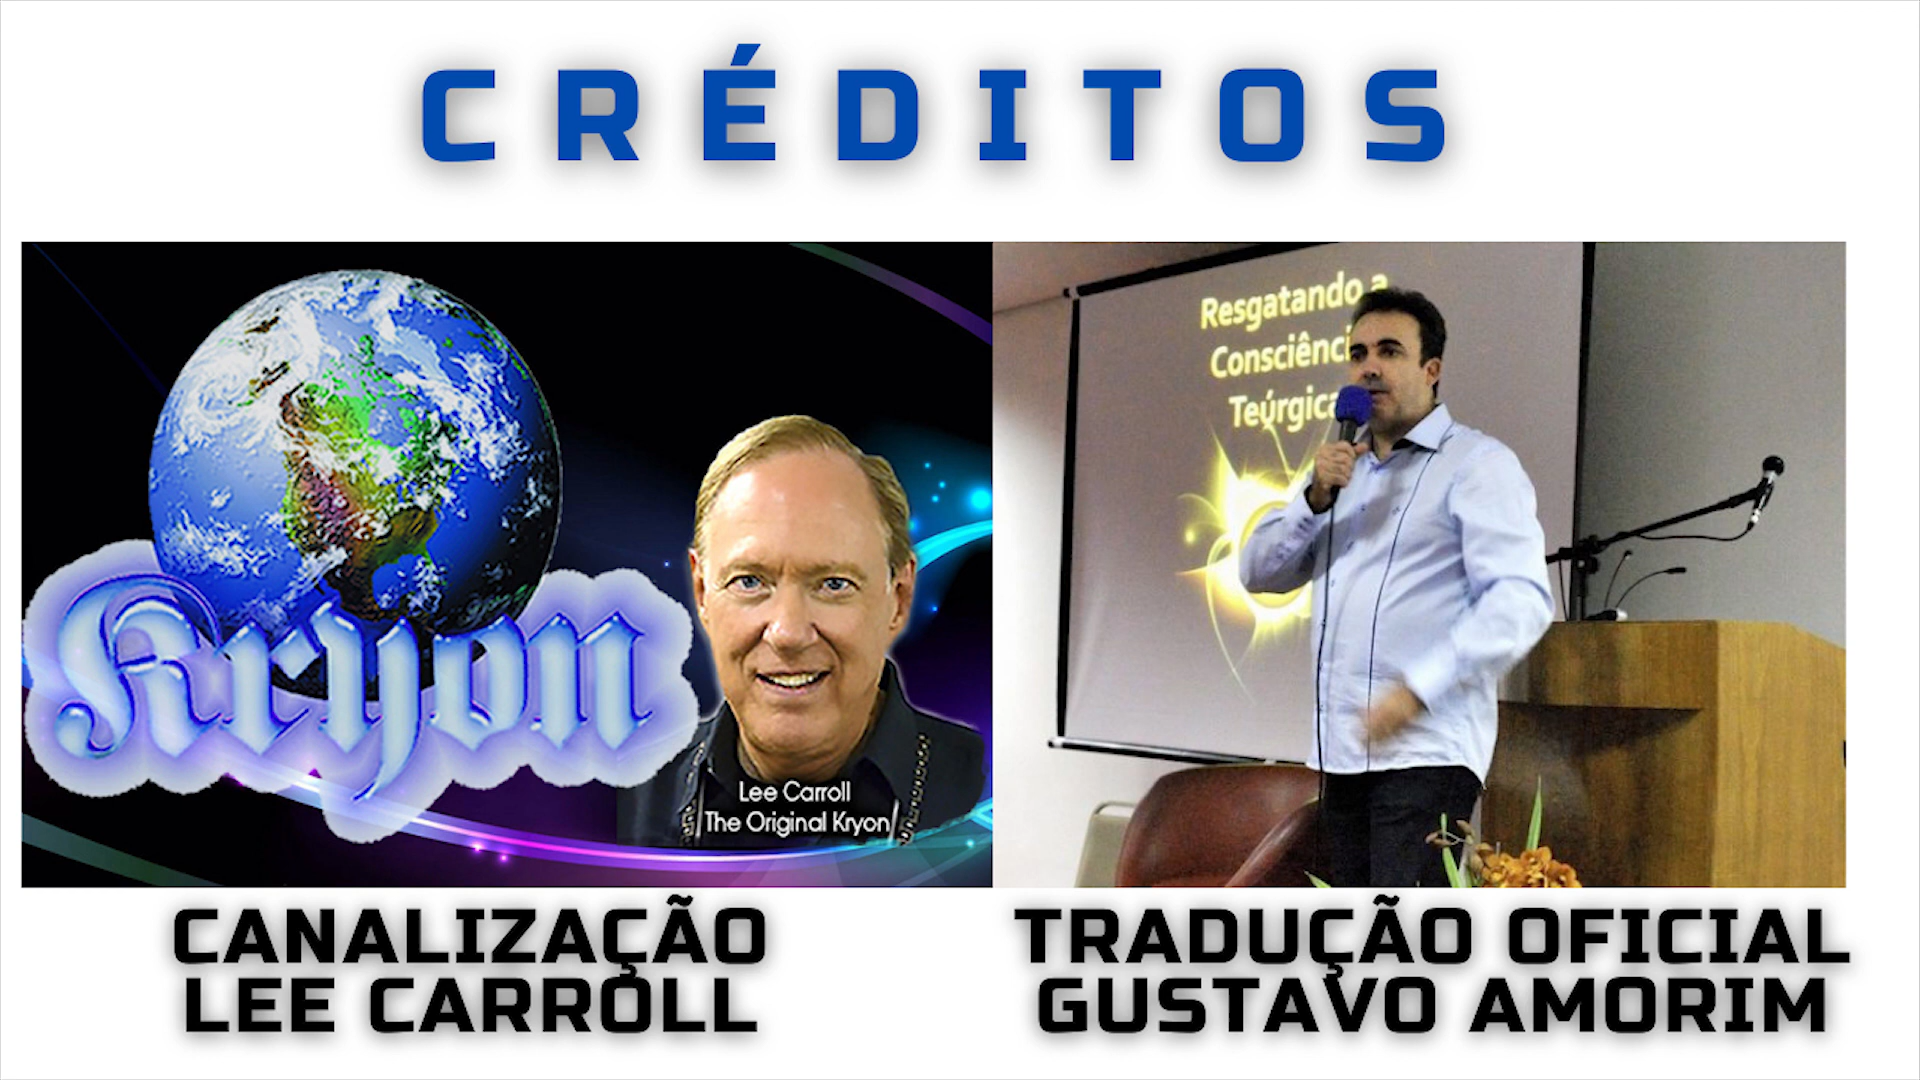 CRÉDITOS
Kryon
Lee Carroll
The Original Kryon
Resgatando a
Consciênci
Teúrgica
CANALIZAÇÃO
LEE CARROLL
TRADUÇÃO OFICIAL
GUSTAVO AMORIM